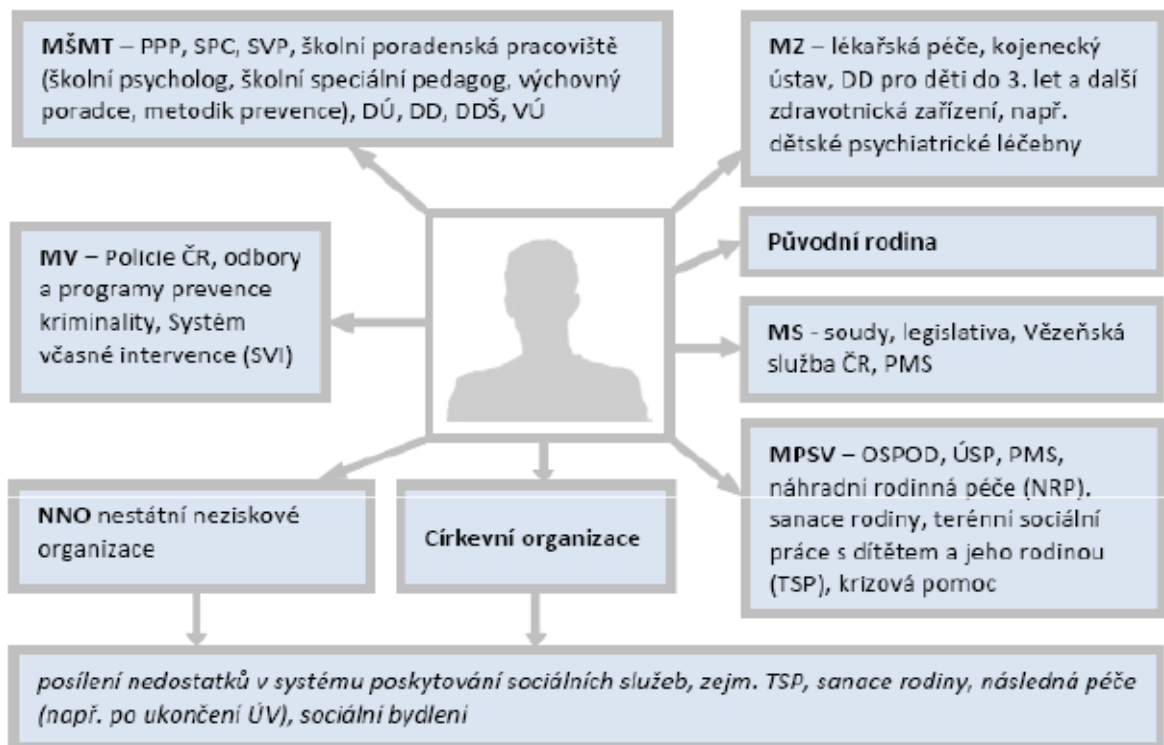 MŠMT – PPP, SPC, SVP, školní poradenská pracoviště
(školní psycholog, školní speciální pedagog, výchovný
poradce, metodik prevence), DÚ, DD, DDŠ, VÚ
MZ – lékařská péče, kojenecký
ústav, DD pro děti do 3. let a další
zdravotnická zařízení, např.
dětské psychiatrické léčebny
MV – Policie ČR, odbory
a programy prevence
kriminality, Systém
včasné intervence (SVI)
Původní rodina
MS - soudy, legislativa, Vězeňská
služba ČR, PMS
MPSV – OSPOD, ÚSP, PMS,
náhradní rodinná péče (NRP).
sanace rodiny, terénní sociální
práce s dítětem a jeho rodinou
(TSP), krizová pomoc
NNO nestátní neziskové
organizace
Církevní organizace
posílení nedostatků v systému poskytování sociálních služeb, zejm. TSP, sanace rodiny, následná péče
(např. po ukončení ÚV), sociální bydlení